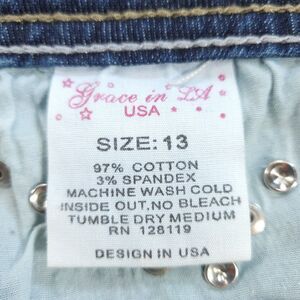 Grace in LA
USA
SIZE: 13
97% COTTON
3% SPANDEX
MACHINE WASH COLD
INSIDE OUT, NO BLEACH
TUMBLE DRY MEDIUM
RN 128119
DESIGN IN USA